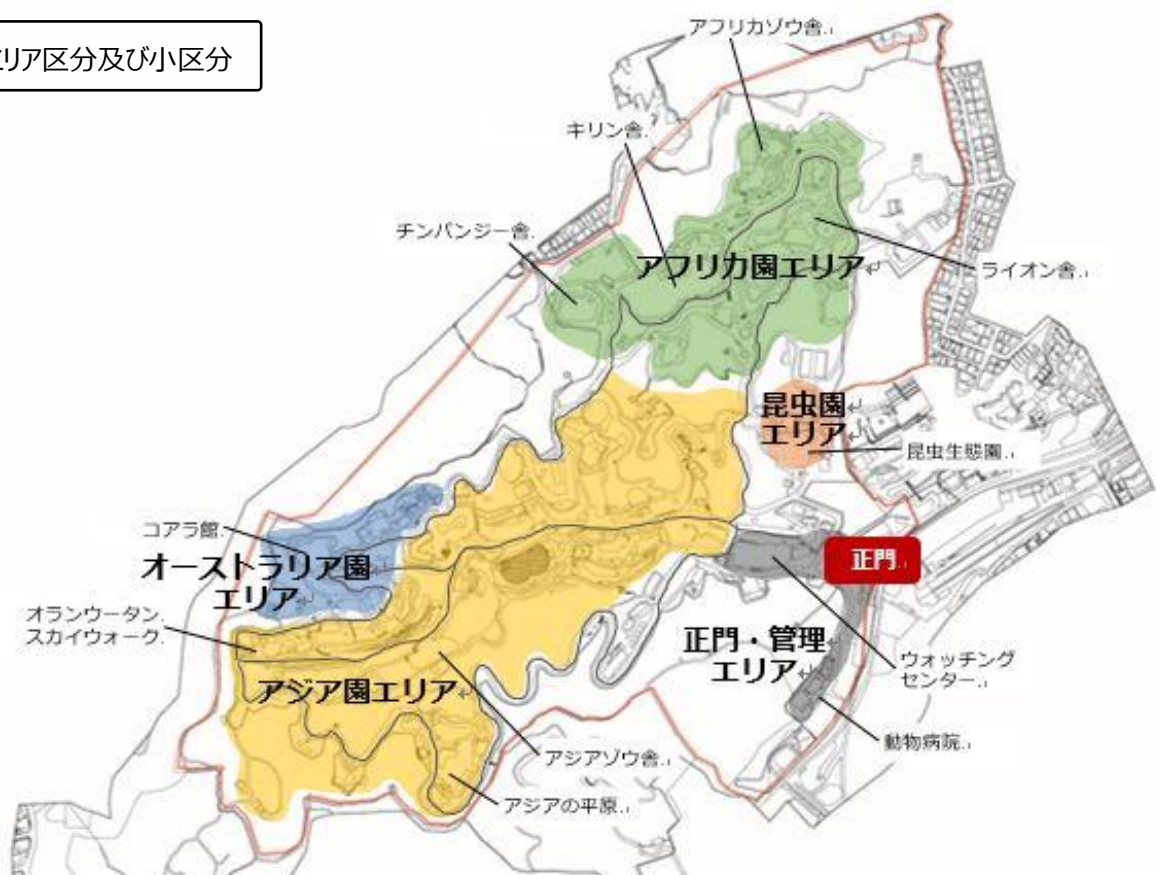 エリア区分及び小区分
アフリカゾウ舎
キリン舎
チンパンジー舎
アフリカ園エリア
ライオン舎
昆虫園
エリア
昆虫生態園
コアラ館
オーストラリア園
エリア
正門
オランウータン
スカイウォーク
正門・管理
エリア
ウォッチング
センター
アジア園エリア
動物病院
アジアゾウ舎
アジアの平原